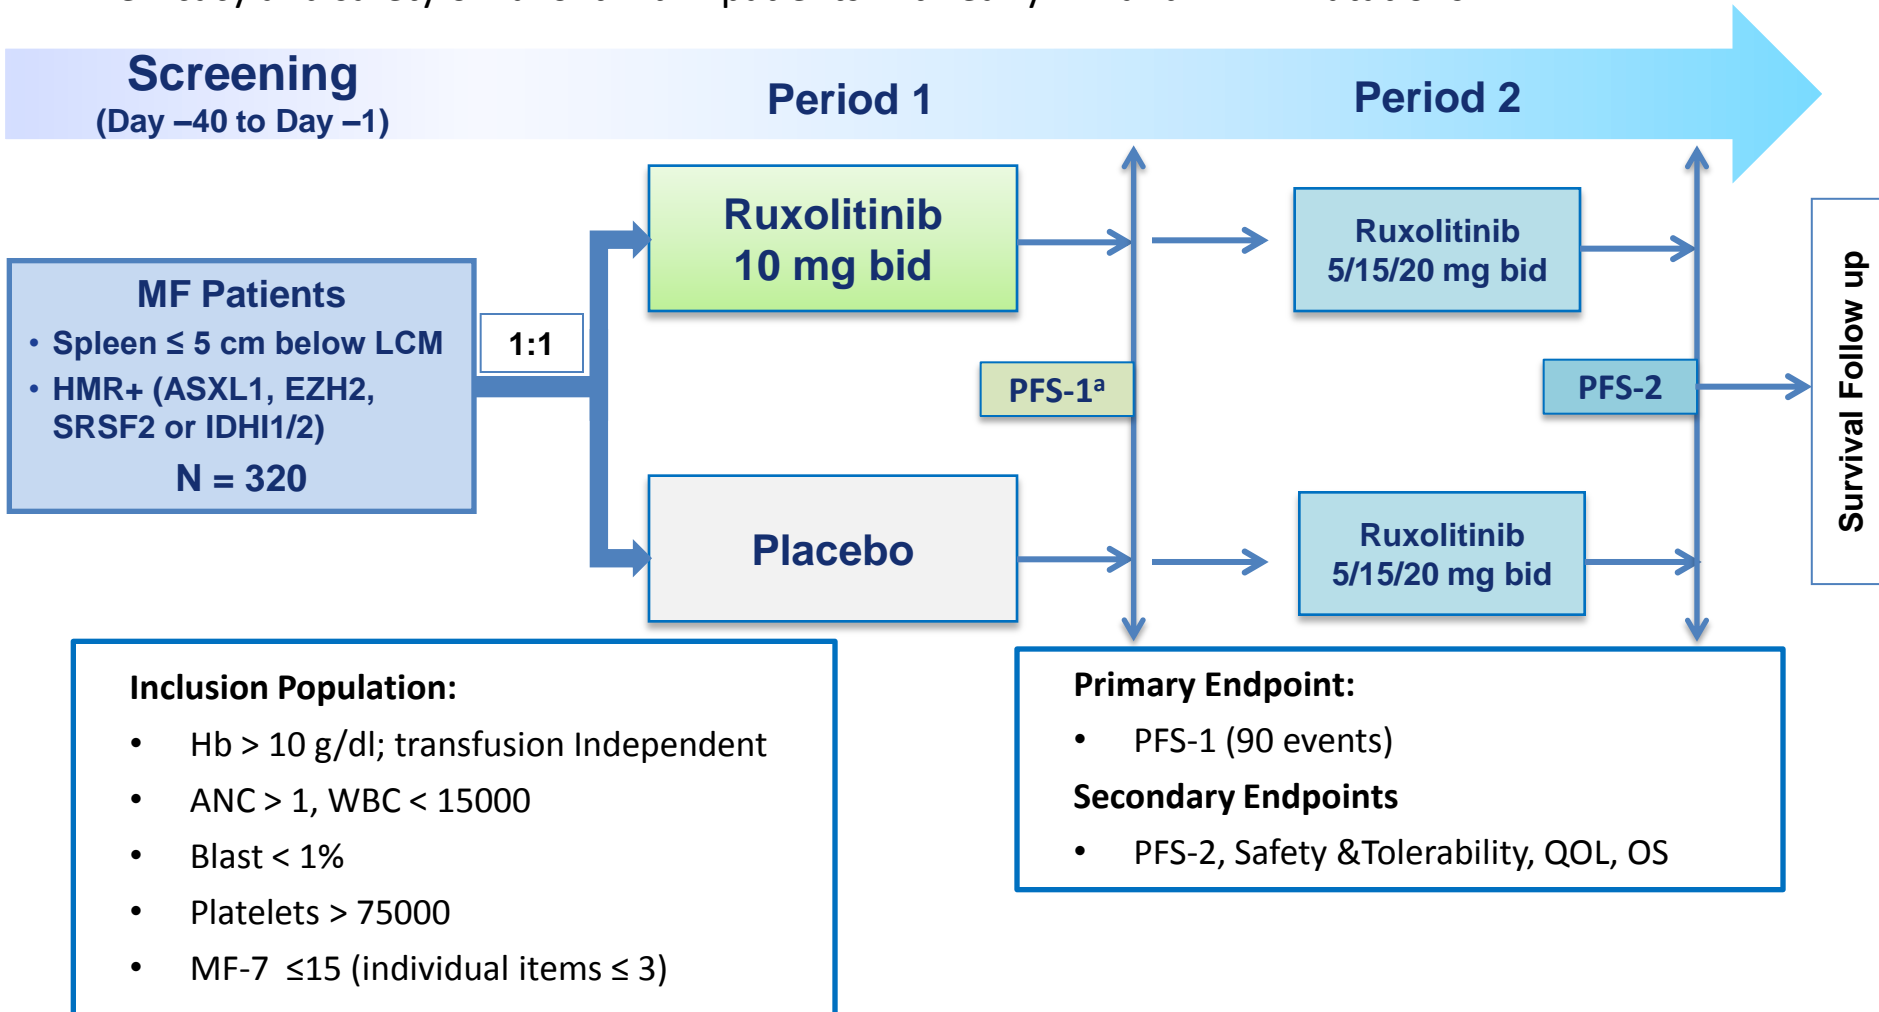 Screening
(Day –40 to Day –1)
Period 1
Period 2
MF Patients
• Spleen ≤ 5 cm below LCM
• HMR+ (ASXL1, EZH2,
SRSF2 or IDHI1/2)
N = 320
1:1
Ruxolitinib
10 mg bid
Placebo
PFS-1ᵃ
Ruxolitinib
5/15/20 mg bid
Ruxolitinib
5/15/20 mg bid
PFS-2
Survival Follow up
Inclusion Population:
• Hb > 10 g/dl; transfusion Independent
• ANC > 1, WBC < 15000
• Blast < 1%
• Platelets > 75000
• MF-7 ≤15 (individual items ≤ 3)
Primary Endpoint:
• PFS-1 (90 events)
Secondary Endpoints
• PFS-2, Safety &Tolerability, QOL, OS